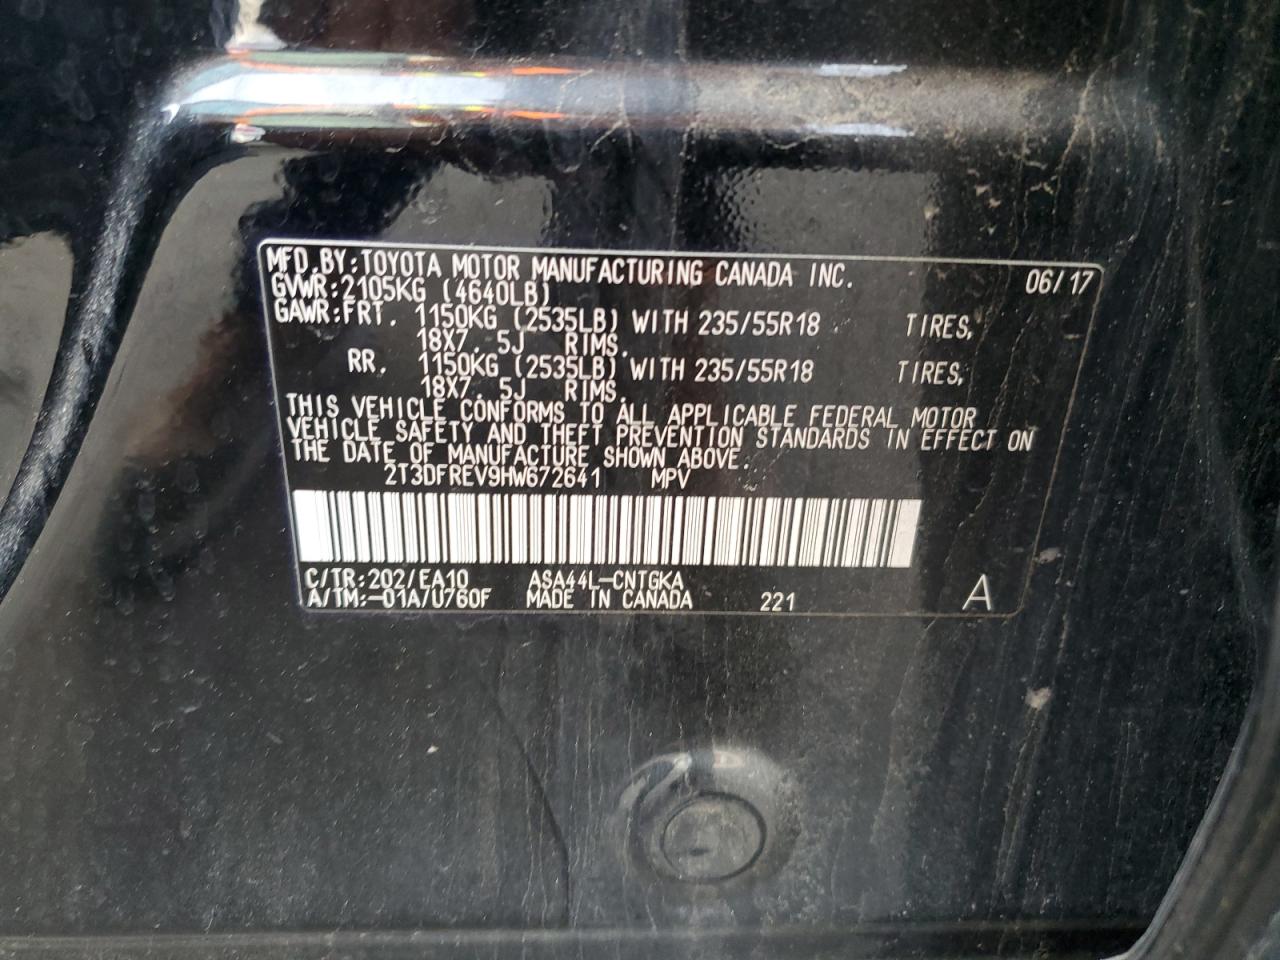 MFD.BY:TOYOTA MOTOR MANUFACTURING CANADA INC. 06/17
GVWR:2105KG (4640LB)
GAWR:FRT. 1150KG (2535LB) WITH 235/55R18 TIRES,
18X7.5J RIMS.
RR. 1150KG (2535LB) WITH 235/55R18 TIRES,
18X7.5J RIMS.
THIS VEHICLE CONFORMS TO ALL APPLICABLE FEDERAL MOTOR
VEHICLE SAFETY AND THEFT PREVENTION STANDARDS IN EFFECT ON
THE DATE OF MANUFACTURE SHOWN ABOVE.
2T3DFREV9HW672641 MPV
C/TR:202/EA10 ASA44L-CNTGKA
A/TM:-01A/U760F MADE IN CANADA 221 A